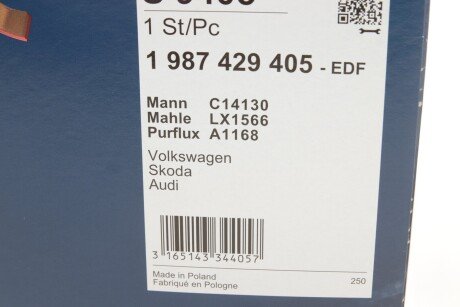 1 St/Pc
1 987 429 405 - EDF
Mann C14130
Mahle LX1566
Purflux A1168
Volkswagen
Skoda
Audi
3 165143 344057
Made in Poland
Fabriqué en Pologne
250